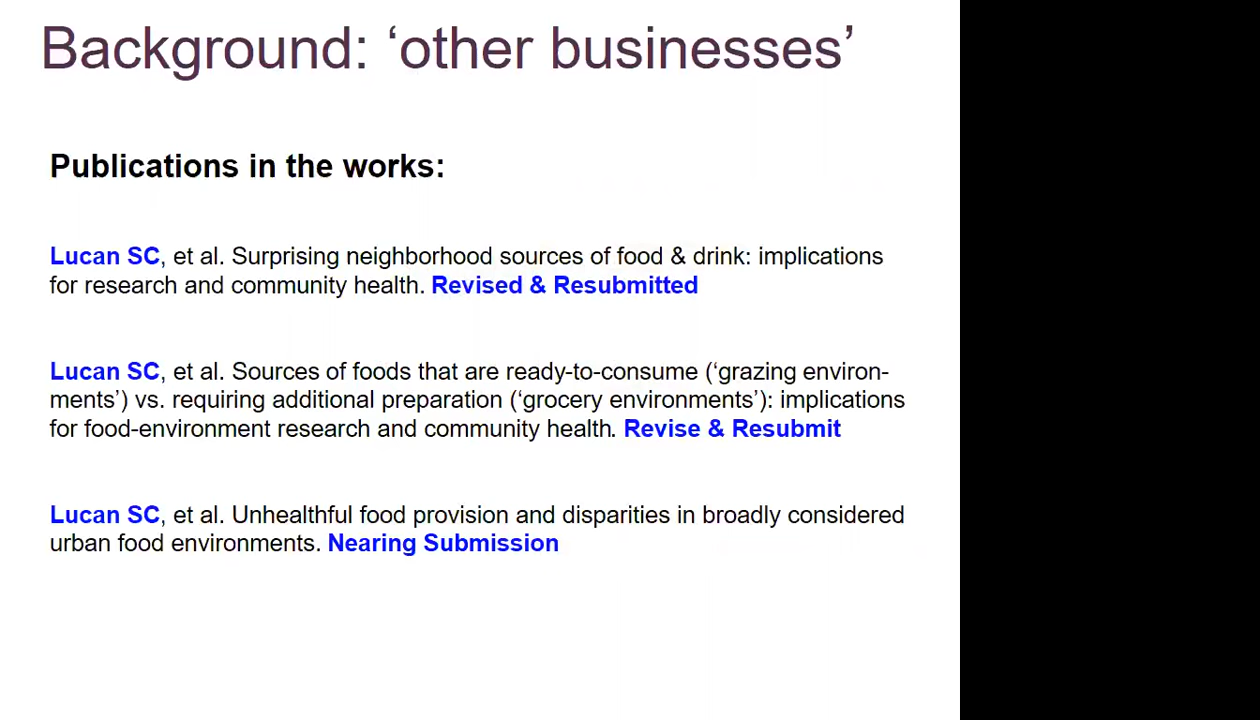 Background: ‘other businesses’
Publications in the works:
Lucan SC, et al. Surprising neighborhood sources of food & drink: implications
for research and community health. Revised & Resubmitted
Lucan SC, et al. Sources of foods that are ready-to-consume (‘grazing environ-
ments’) vs. requiring additional preparation (‘grocery environments’): implications
for food-environment research and community health. Revise & Resubmit
Lucan SC, et al. Unhealthful food provision and disparities in broadly considered
urban food environments. Nearing Submission